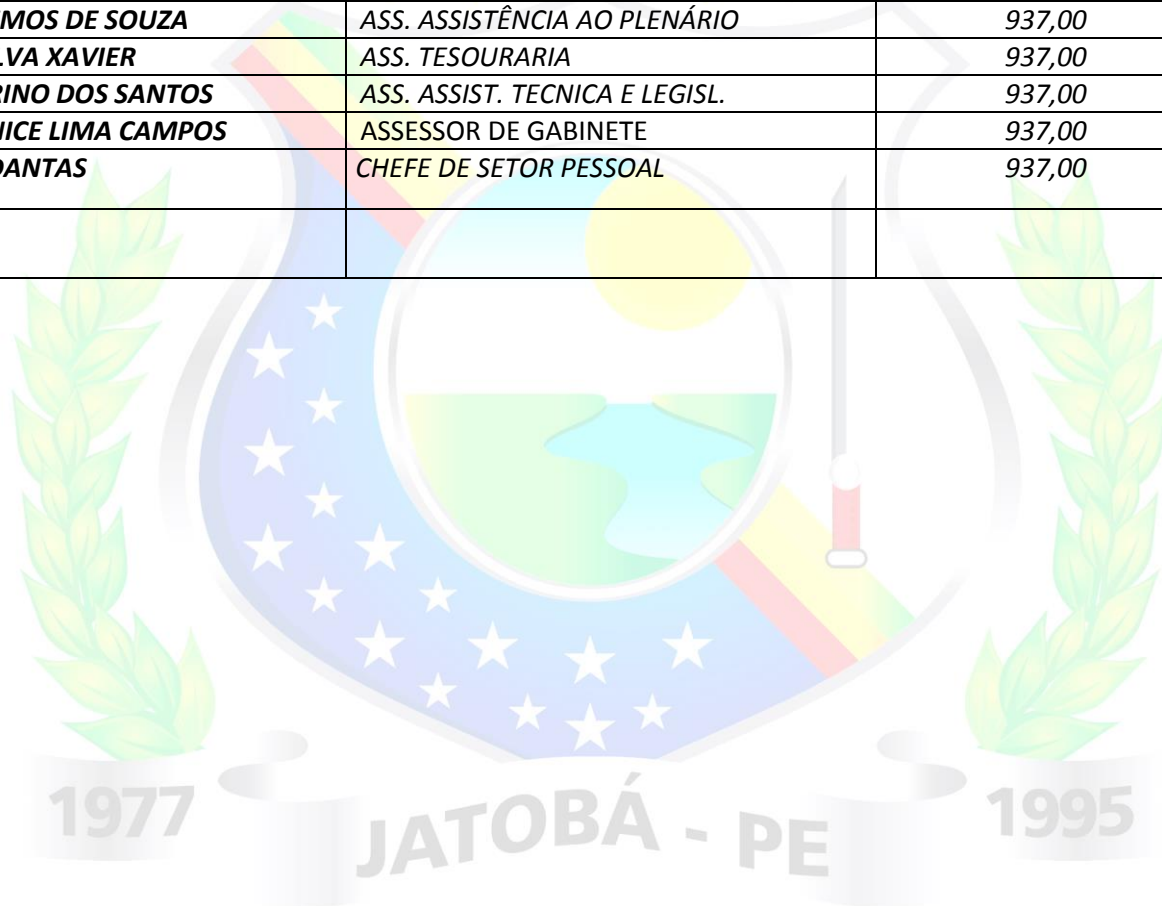 MOS DE SOUZA ASS. ASSISTÊNCIA AO PLENÁRIO 937,00
LVA XAVIER ASS. TESOURARIA 937,00
RINO DOS SANTOS ASS. ASSIST. TECNICA E LEGISL. 937,00
NICE LIMA CAMPOS ASSESSOR DE GABINETE 937,00
DANTAS CHEFE DE SETOR PESSOAL 937,00
1977 JATOBÁ - PE 1995